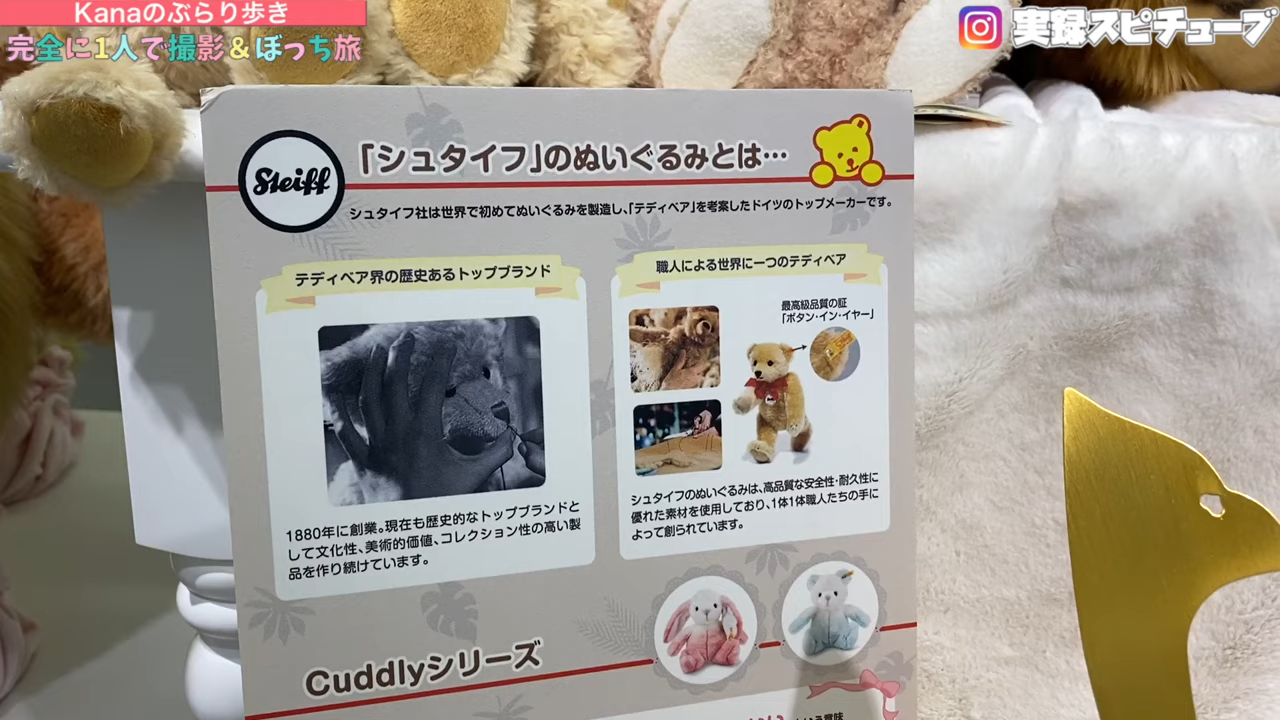 Kanaのぶらり歩き
完全に1人で撮影＆ぼっち旅
実録スピチューブ
Steiff
「シュタイフ」のぬいぐるみとは…
シュタイフ社は世界で初めてぬいぐるみを製造し、「テディベア」を考案したドイツのトップメーカーです。
テディベア界の歴史あるトップブランド
1880年に創業。現在も歴史的なトップブランドと
して文化性、美術的価値、コレクション性の高い製
品を作り続けています。
職人による世界に一つのテディベア
最高級品質の証
「ボタン・イン・イヤー」
シュタイフのぬいぐるみは、高品質な安全性・耐久性に
優れた素材を使用しており、1体1体職人たちの手に
よって創られています。
Cuddlyシリーズ